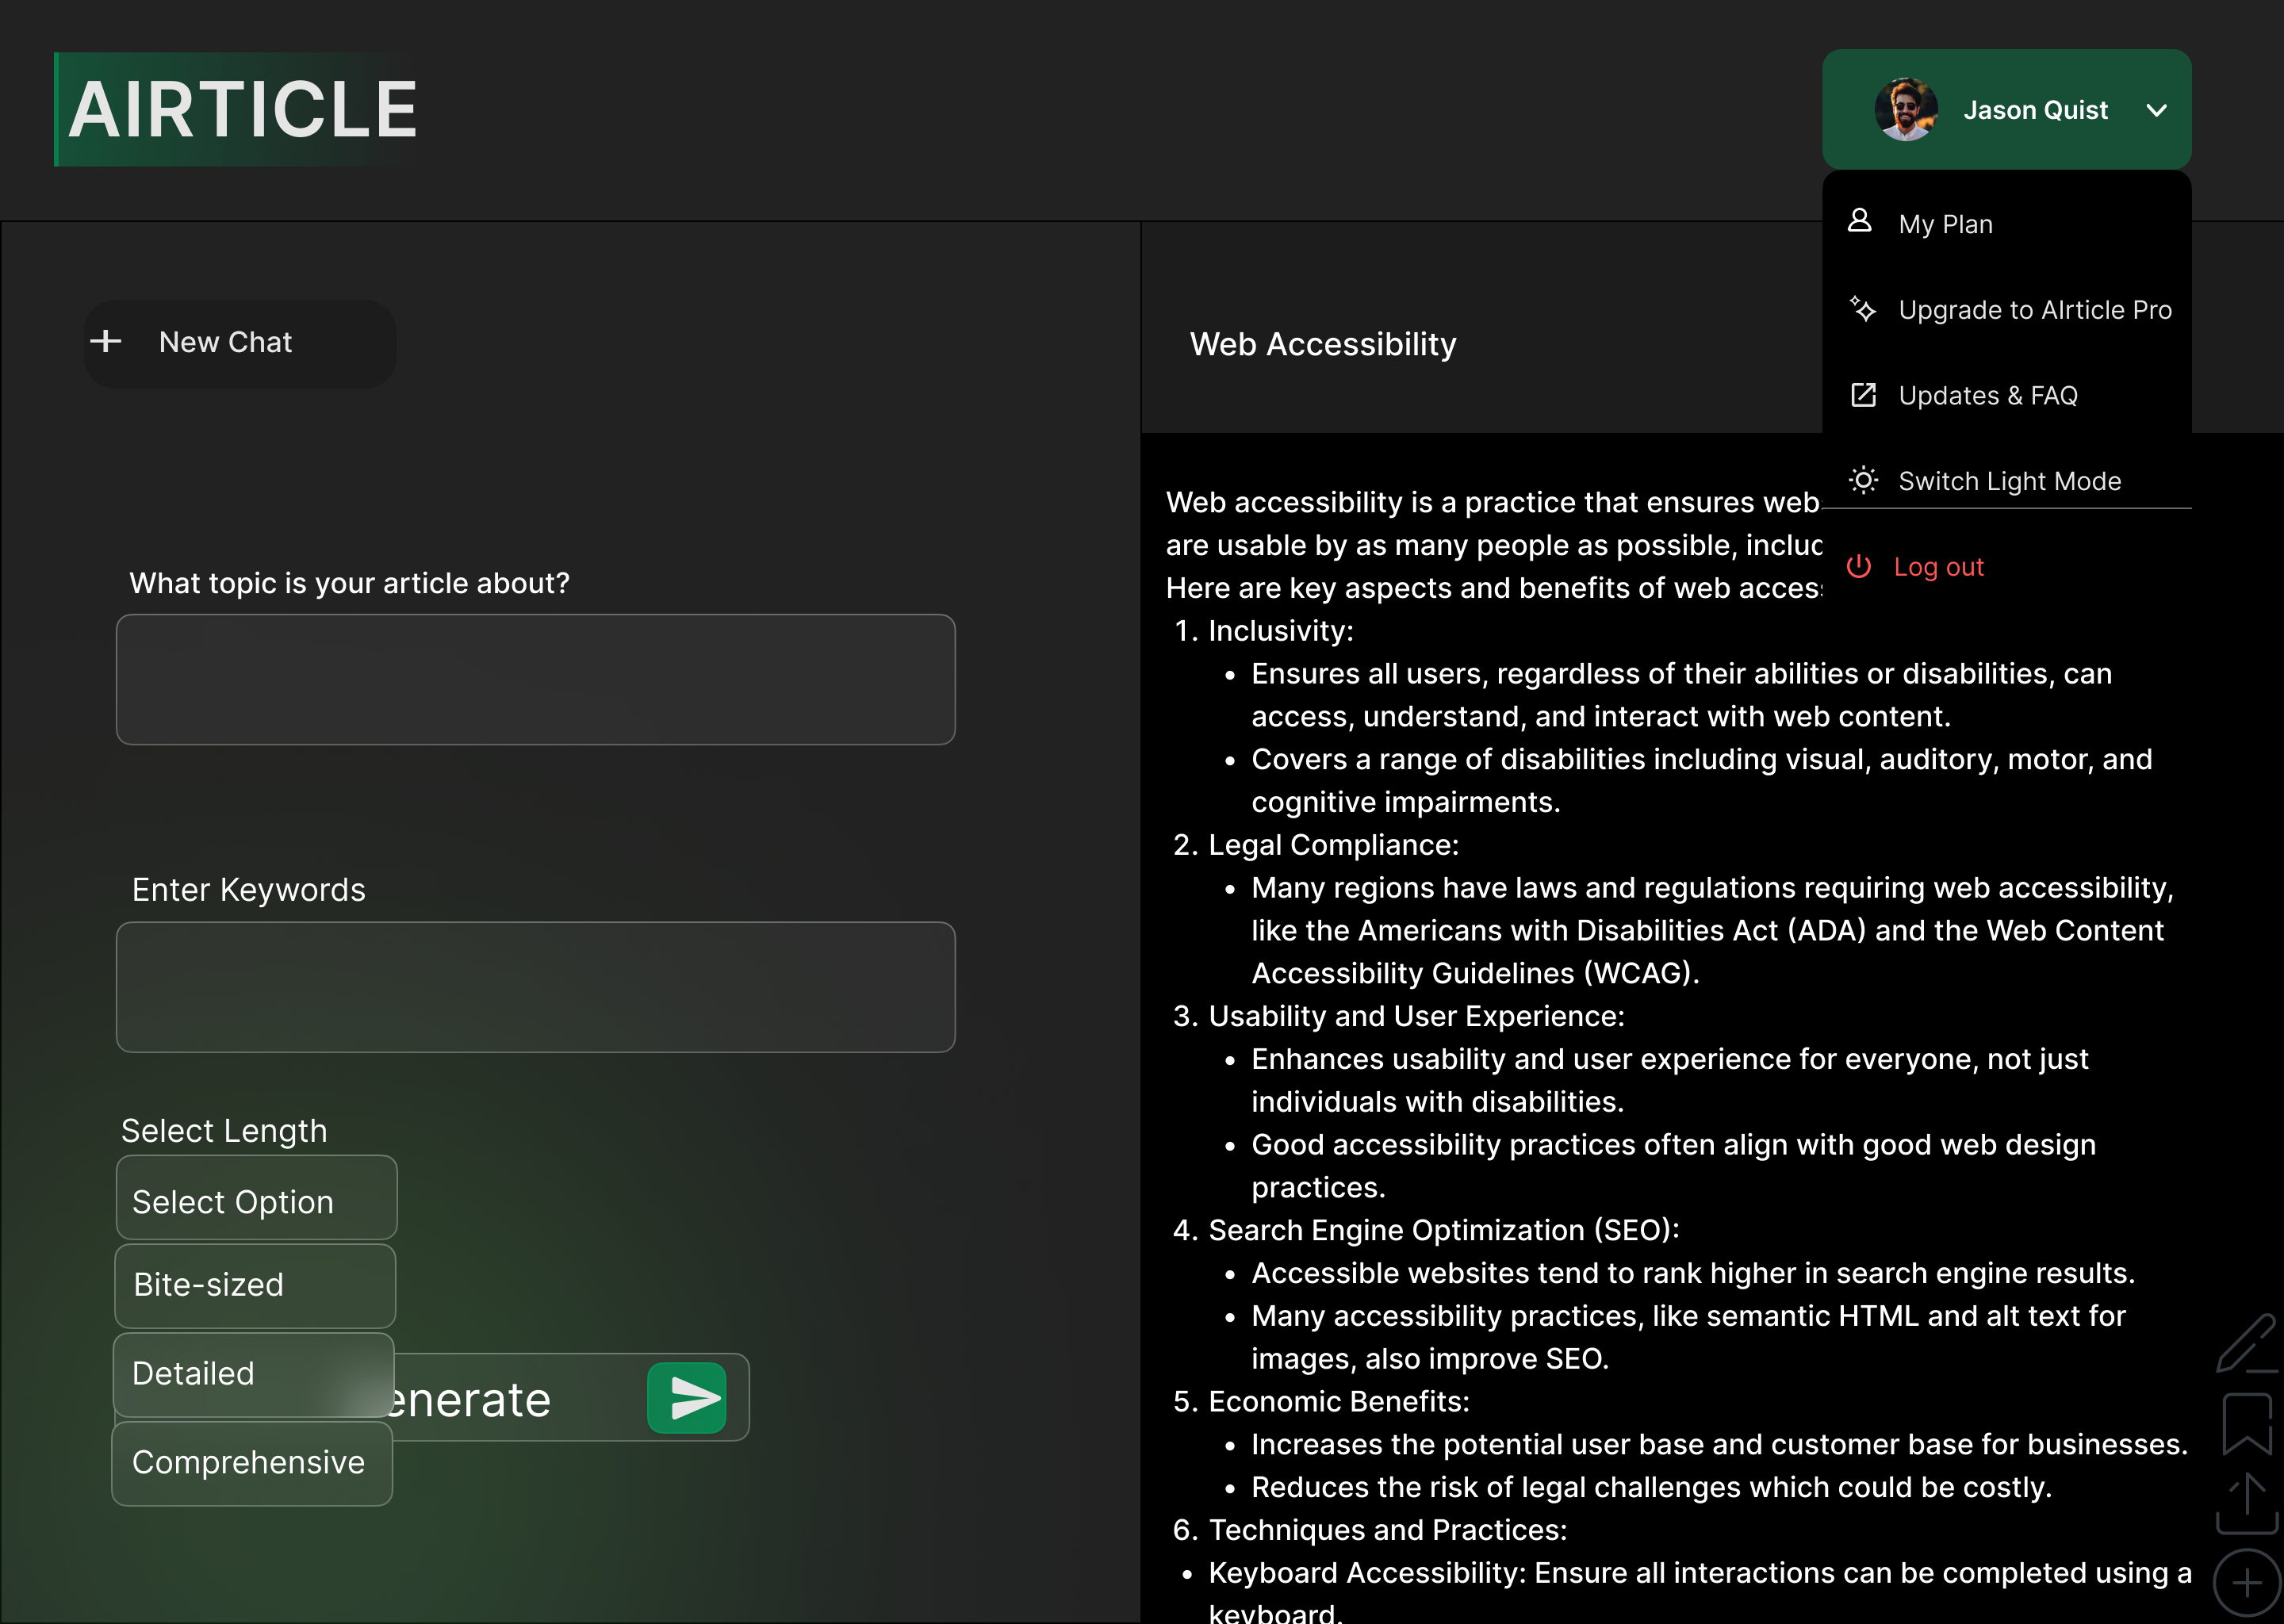 AIRTICLE
Jason Quist
My Plan
Upgrade to AIrticle Pro
Updates & FAQ
Switch Light Mode
Log out
New Chat
What topic is your article about?
Enter Keywords
Select Length
Select Option
Bite-sized
Detailed
enerate
Comprehensive
Web Accessibility
Web accessibility is a practice that ensures web
are usable by as many people as possible, includ
Here are key aspects and benefits of web access
1. Inclusivity:
• Ensures all users, regardless of their abilities or disabilities, can
access, understand, and interact with web content.
• Covers a range of disabilities including visual, auditory, motor, and
cognitive impairments.
2. Legal Compliance:
• Many regions have laws and regulations requiring web accessibility,
like the Americans with Disabilities Act (ADA) and the Web Content
Accessibility Guidelines (WCAG).
3. Usability and User Experience:
• Enhances usability and user experience for everyone, not just
individuals with disabilities.
• Good accessibility practices often align with good web design
practices.
4. Search Engine Optimization (SEO):
• Accessible websites tend to rank higher in search engine results.
• Many accessibility practices, like semantic HTML and alt text for
images, also improve SEO.
5. Economic Benefits:
• Increases the potential user base and customer base for businesses.
• Reduces the risk of legal challenges which could be costly.
6. Techniques and Practices:
• Keyboard Accessibility: Ensure all interactions can be completed using a
keyboard.